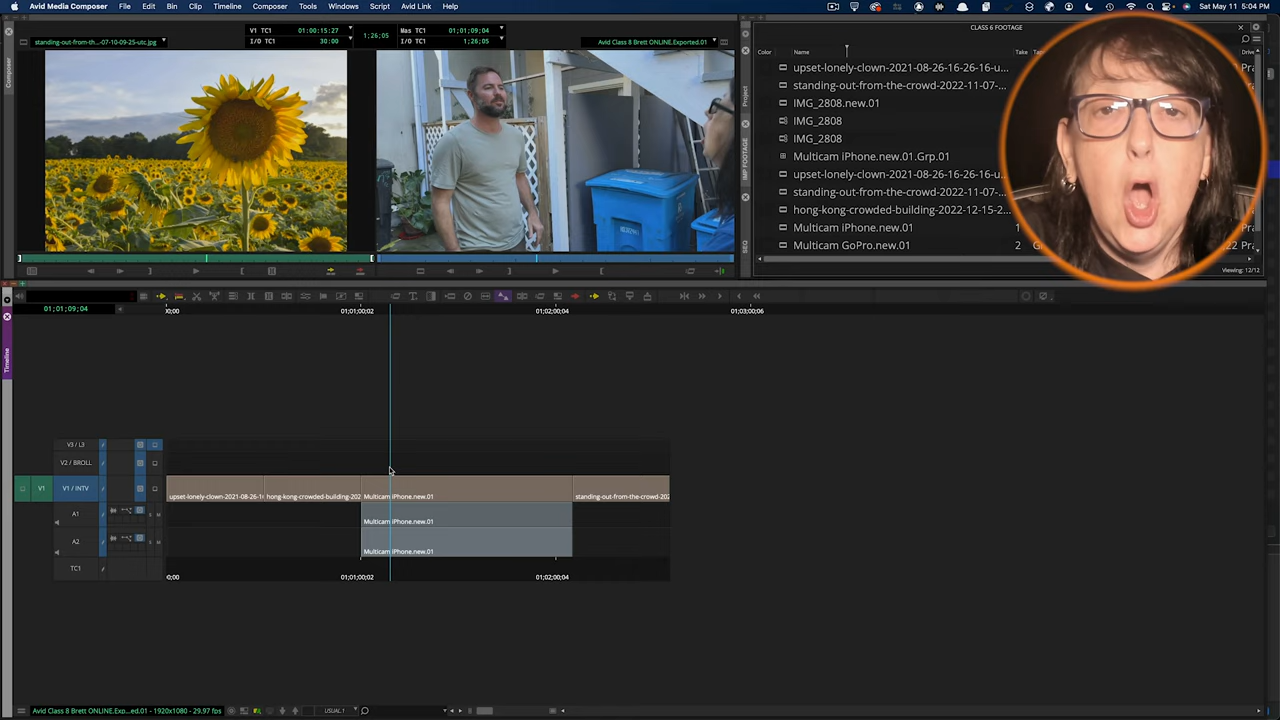 Avid Media Composer File Edit Bin Clip Timeline Composer Tools Windows Script Avid Link Help
Sat May 11 5:04 PM
standing-out-from-th...-07-10-09-25-utc.jpg
V1 TC1 01:00:15:27
I/O TC1 30:00
1;26;05
Mas TC1 01;01;09;04
I/O TC1 1;26;05
Avid Class 8 Brett ONLINE.Exported.01
CLASS 6 FOOTAGE
Color Name Take
upset-lonely-clown-2021-08-26-16-26-16-u...
standing-out-from-the-crowd-2022-11-07-...
IMG_2808.new.01
IMG_2808
IMG_2808
Multicam iPhone.new.01.Grp.01
upset-lonely-clown-2021-08-26-16-26-16-u...
standing-out-from-the-crowd-2022-11-07-...
hong-kong-crowded-building-2022-12-15-2...
Multicam iPhone.new.01
Multicam GoPro.new.01 2
Viewing: 12/12
Composer
Project
SEQ
Timeline
01;01;09;04
00;00 01;01;00;02 01;02;00;04 01;03;00;06
V3 / L3
V2 / BROLL
V1 V1 / INTV
upset-lonely-clown-2021-08-26-1 hong-kong-crowded-building-202 Multicam iPhone.new.01 standing-out-from-the-crowd-202
A1 Multicam iPhone.new.01
A2 Multicam iPhone.new.01
TC1 00;00 01;01;00;02 01;02;00;04
Avid Class 8 Brett ONLINE.Exp...ed.01 - 1920x1080 - 29.97 fps
USUAL 1